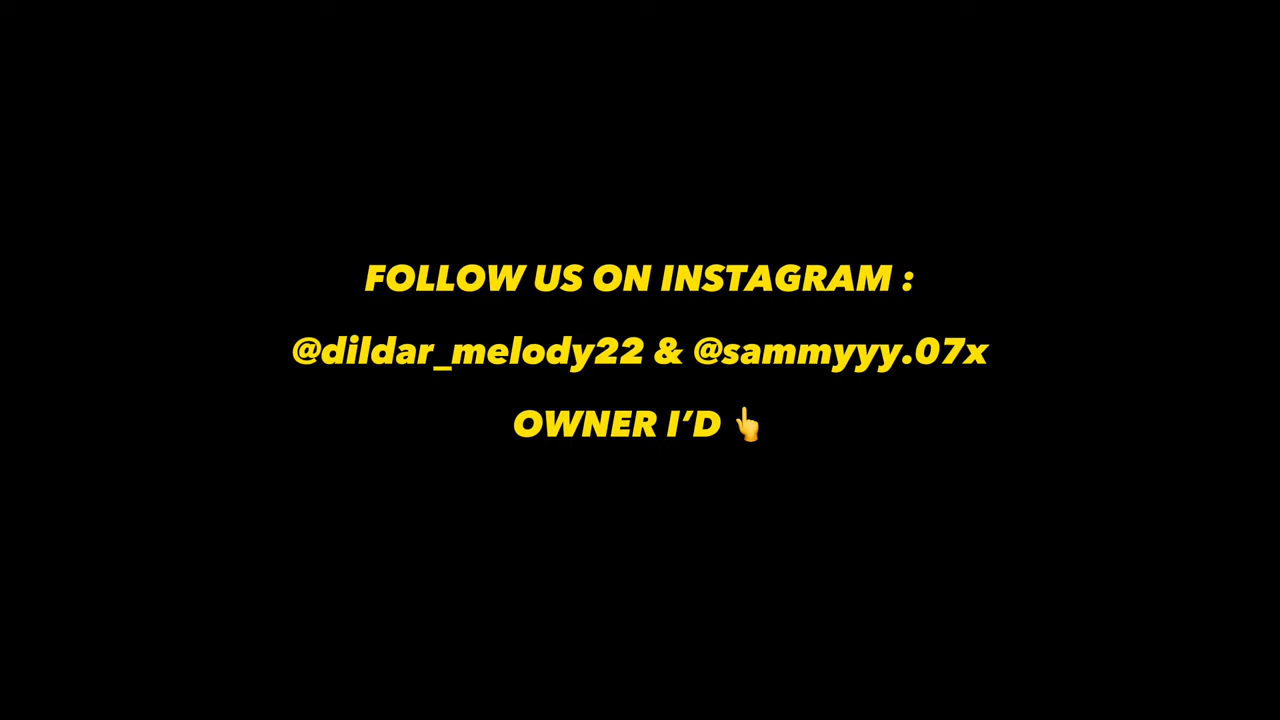 FOLLOW US ON INSTAGRAM :
@dildar_melody22 & @sammyyy.07x
OWNER I’D 👆